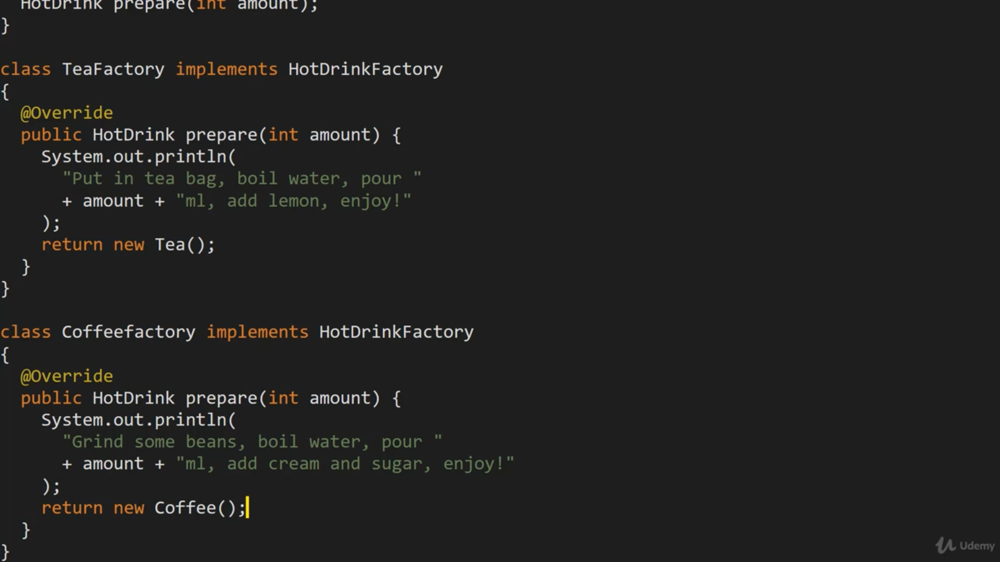 HotDrink prepare(int amount);
}
class TeaFactory implements HotDrinkFactory
{
@Override
public HotDrink prepare(int amount) {
System.out.println(
"Put in tea bag, boil water, pour "
+ amount + "ml, add lemon, enjoy!"
);
return new Tea();
}
}
class Coffeefactory implements HotDrinkFactory
{
@Override
public HotDrink prepare(int amount) {
System.out.println(
"Grind some beans, boil water, pour "
+ amount + "ml, add cream and sugar, enjoy!"
);
return new Coffee();
}
}
Udemy